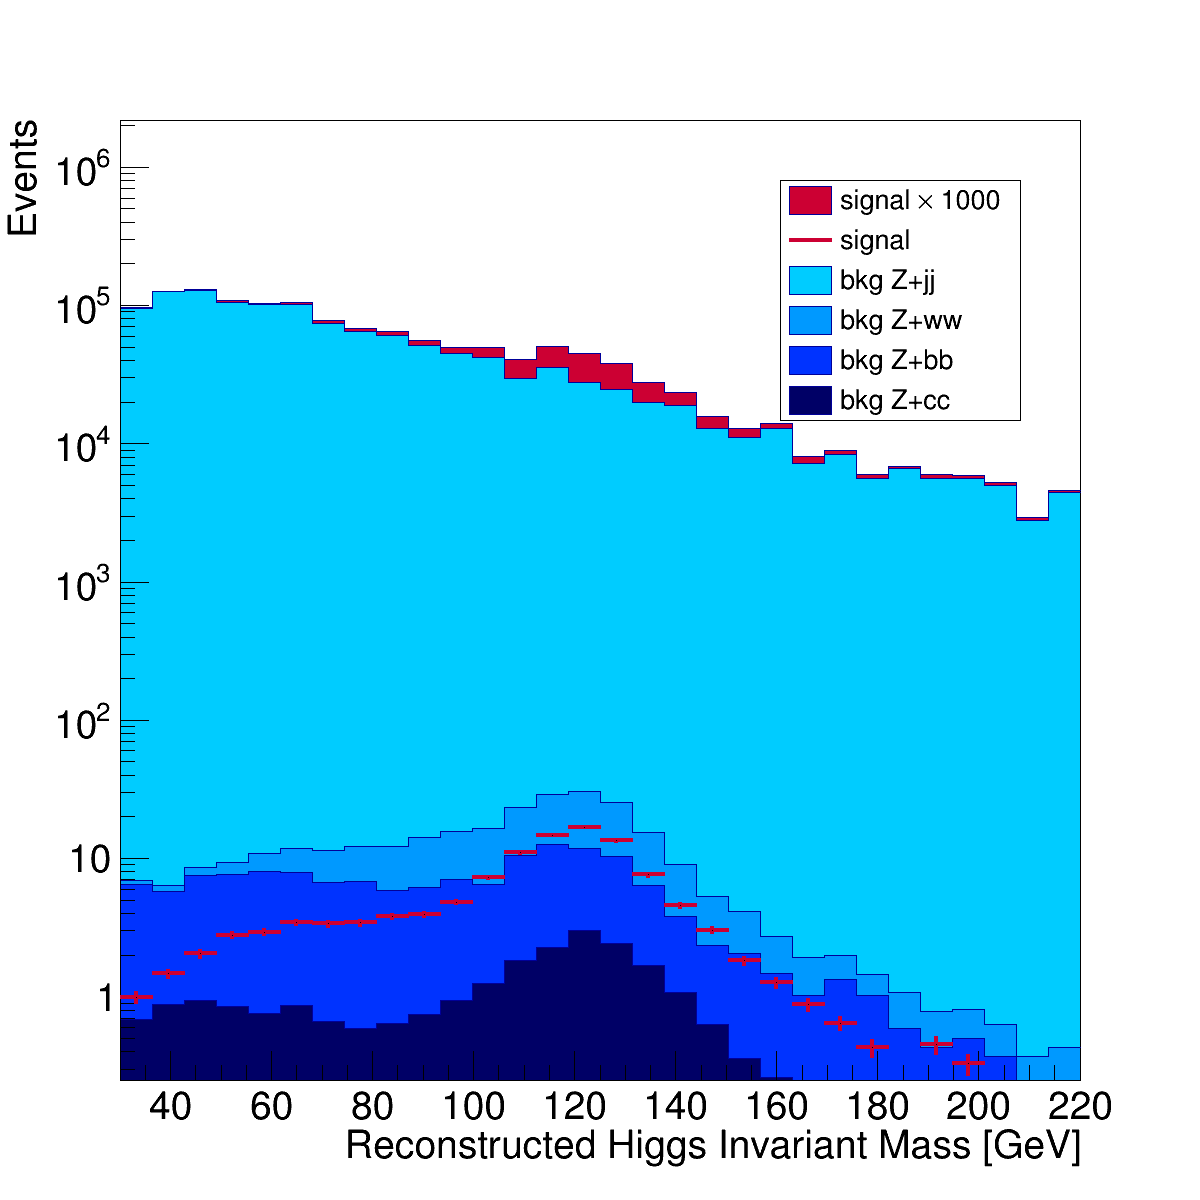 Events
10^6
10^5
10^4
10^3
10^2
10
1
signal × 1000
signal
bkg Z+jj
bkg Z+ww
bkg Z+bb
bkg Z+cc
40 60 80 100 120 140 160 180 200 220
Reconstructed Higgs Invariant Mass [GeV]